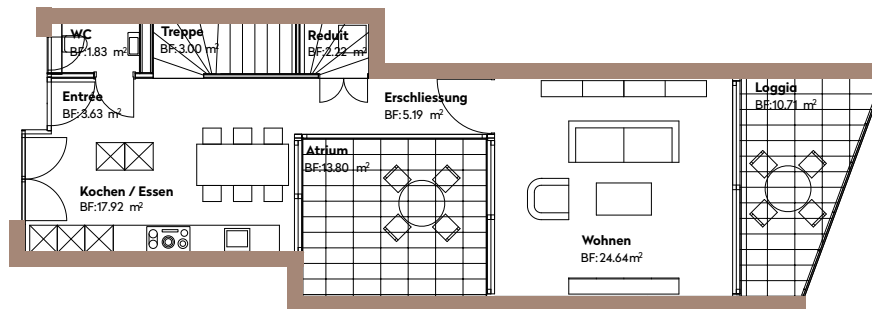 WC
BF:1.83 m²
Treppe
BF:3.00 m²
Reduit
BF:2.22 m²
Entrée
BF:3.63 m²
Erschliessung
BF:5.19 m²
Loggia
BF:10.71 m²
Atrium
BF:13.80 m²
Kochen / Essen
BF:17.92 m²
Wohnen
BF:24.64m²